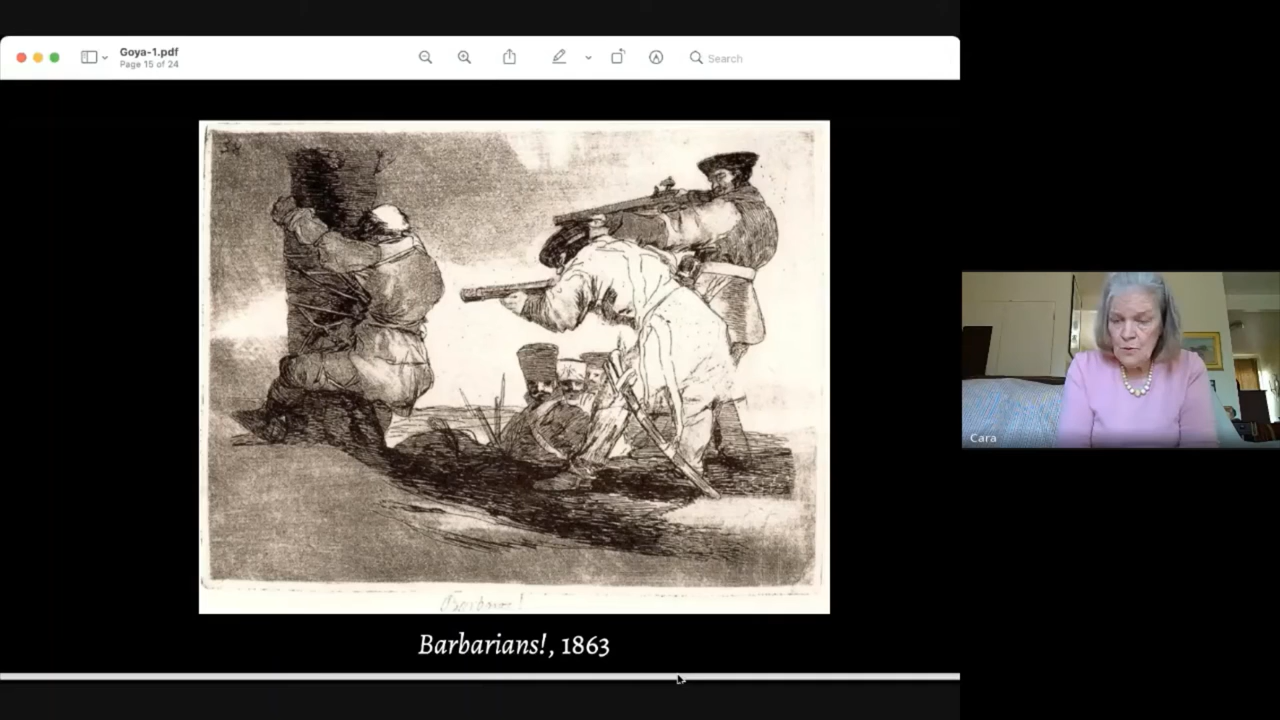 Goya-1.pdf
Page 15 of 24
Search
Barbarians!, 1863
Cara